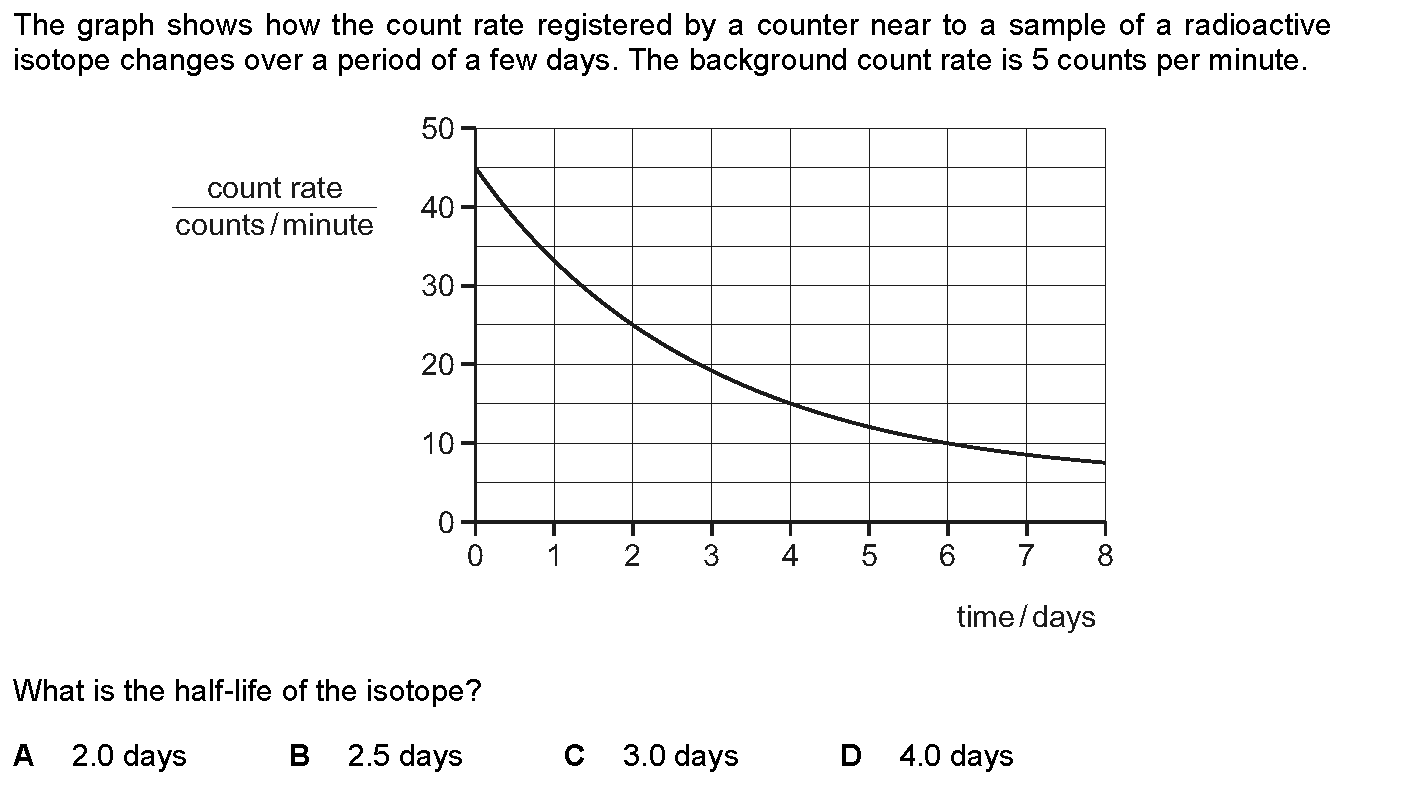 The graph shows how the count rate registered by a counter near to a sample of a radioactive
isotope changes over a period of a few days. The background count rate is 5 counts per minute.
50
count rate
counts / minute
40
30
20
10
0
0 1 2 3 4 5 6 7 8
time / days
What is the half-life of the isotope?
A 2.0 days B 2.5 days C 3.0 days D 4.0 days